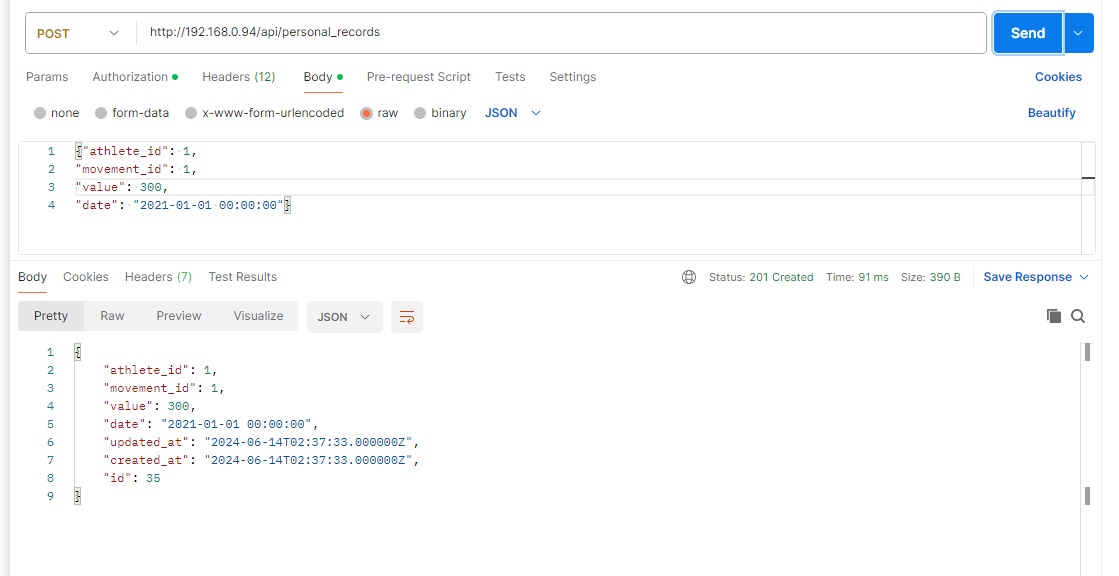 POST http://192.168.0.94/api/personal_records Send
Params Authorization Headers (12) Body Pre-request Script Tests Settings Cookies
none form-data x-www-form-urlencoded raw binary JSON Beautify
1 {"athlete_id": 1,
2 "movement_id": 1,
3 "value": 300,
4 "date": "2021-01-01 00:00:00"}
Body Cookies Headers (7) Test Results Status: 201 Created Time: 91 ms Size: 390 B Save Response
Pretty Raw Preview Visualize JSON
1 {
2 "athlete_id": 1,
3 "movement_id": 1,
4 "value": 300,
5 "date": "2021-01-01 00:00:00",
6 "updated_at": "2024-06-14T02:37:33.000000Z",
7 "created_at": "2024-06-14T02:37:33.000000Z",
8 "id": 35
9 }